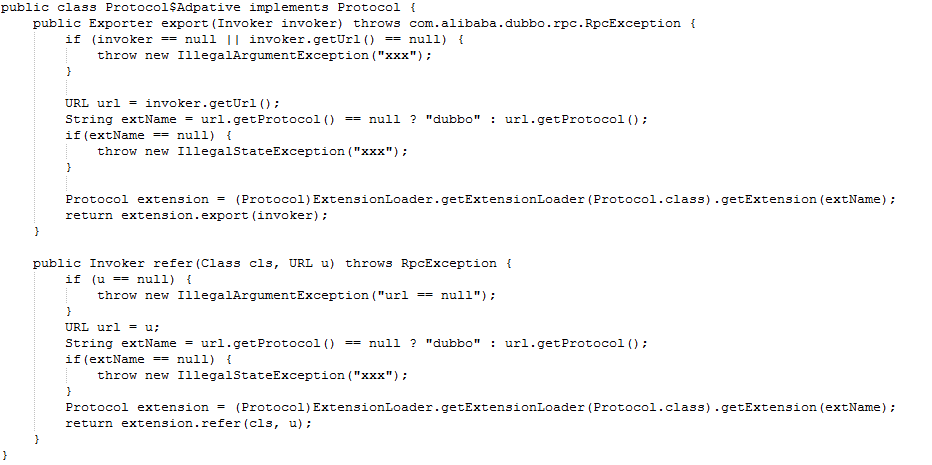 public class Protocol$Adpative implements Protocol {
    public Exporter export(Invoker invoker) throws com.alibaba.dubbo.rpc.RpcException {
        if (invoker == null || invoker.getUrl() == null) {
            throw new IllegalArgumentException("xxx");
        }
        URL url = invoker.getUrl();
        String extName = url.getProtocol() == null ? "dubbo" : url.getProtocol();
        if(extName == null) {
            throw new IllegalStateException("xxx");
        }
        Protocol extension = (Protocol)ExtensionLoader.getExtensionLoader(Protocol.class).getExtension(extName);
        return extension.export(invoker);
    }
    public Invoker refer(Class cls, URL u) throws RpcException {
        if (u == null) {
            throw new IllegalArgumentException("url == null");
        }
        URL url = u;
        String extName = url.getProtocol() == null ? "dubbo" : url.getProtocol();
        if(extName == null) {
            throw new IllegalStateException("xxx");
        }
        Protocol extension = (Protocol)ExtensionLoader.getExtensionLoader(Protocol.class).getExtension(extName);
        return extension.refer(cls, u);
    }
}